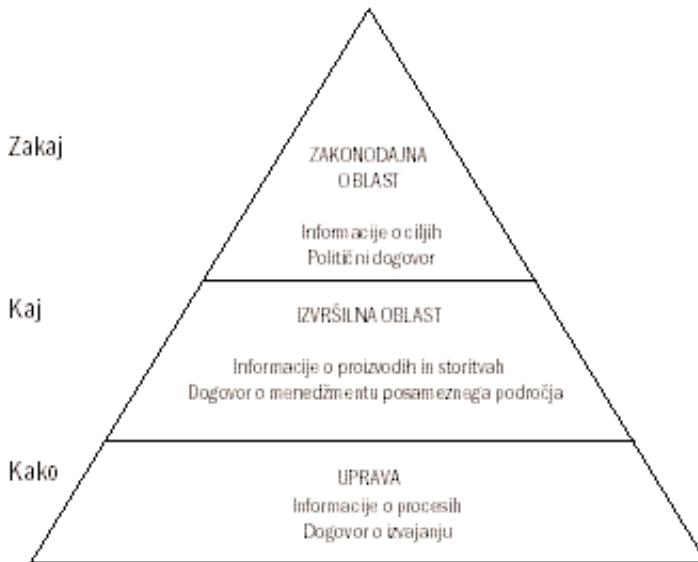 Zakaj
ZAKONODAJNA
OBLAST
Informacije o ciljih
Politični dogovor
Kaj
IZVRŠILNA OBLAST
Informacije o proizvodih in storitvah
Dogovor o menedžmentu posameznega področja
Kako
UPRAVA
Informacije o procesih
Dogovor o izvajanju